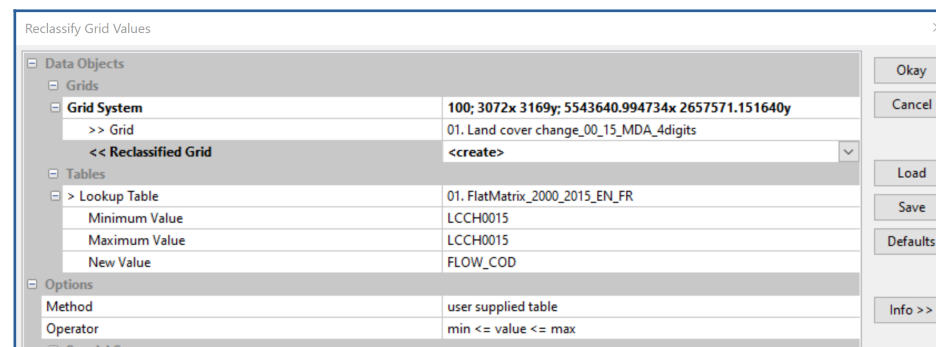 Reclassify Grid Values
Data Objects
Okay
Grids
Grid System 100; 3072x 3169y; 5543640.994734x 2657571.151640y
Cancel
>> Grid 01. Land cover change_00_15_MDA_4digits
<< Reclassified Grid <create>
Tables
Load
> Lookup Table 01. FlatMatrix_2000_2015_EN_FR
Minimum Value LCCH0015
Save
Maximum Value LCCH0015
Defaults
New Value FLOW_COD
Options
Method user supplied table
Info >>
Operator min <= value <= max